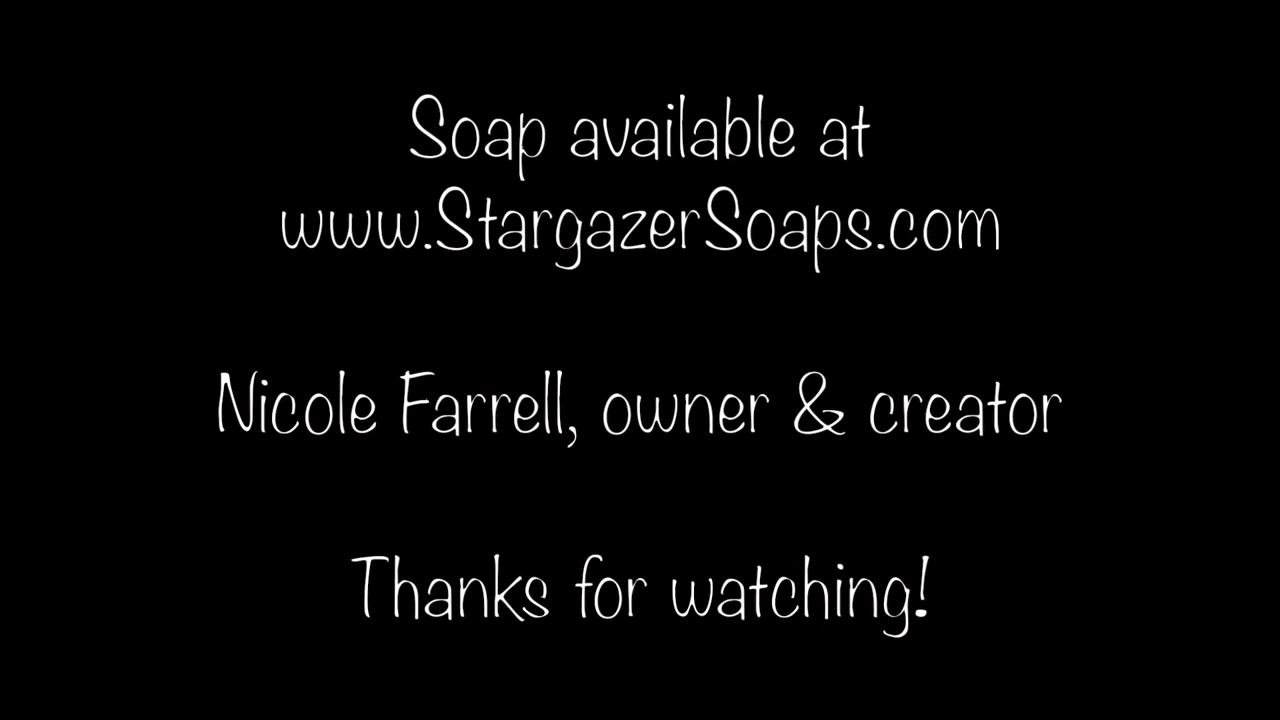 Soap available at
www.StargazerSoaps.com
Nicole Farrell, owner & creator
Thanks for watching!